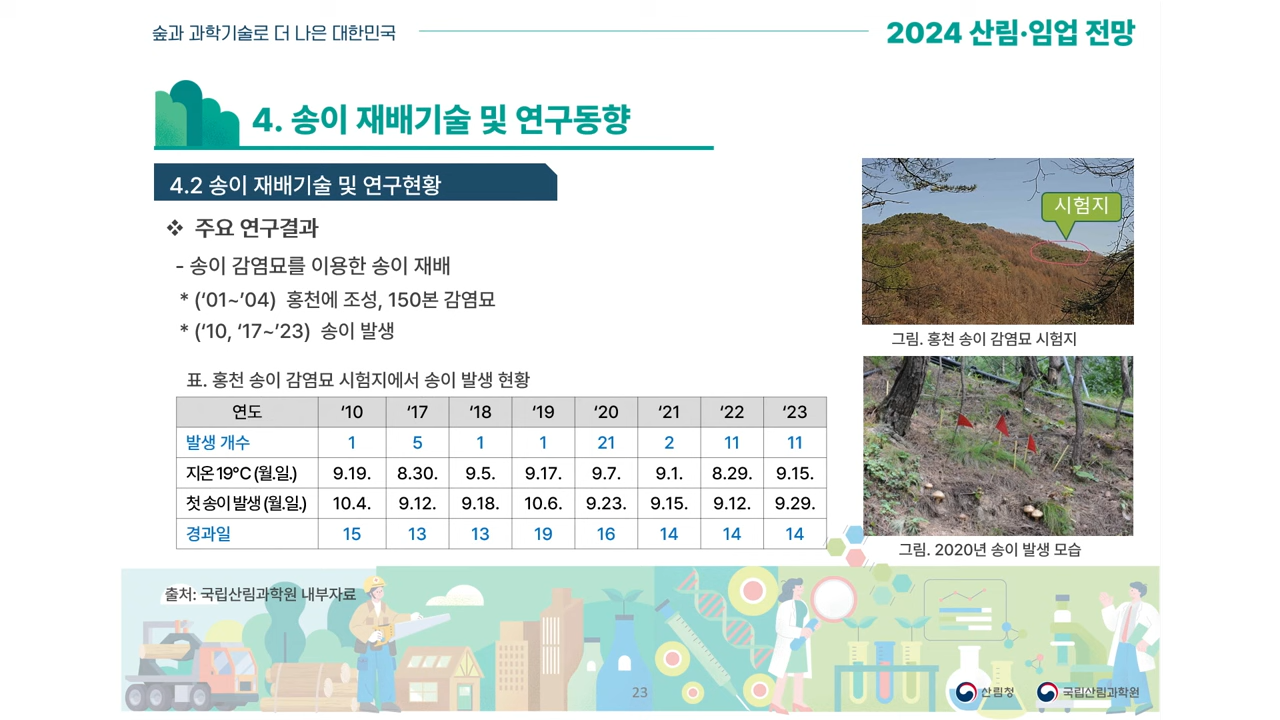 숲과 과학기술로 더 나은 대한민국
2024 산림·임업 전망
4. 송이 재배기술 및 연구동향
4.2 송이 재배기술 및 연구현황
❖ 주요 연구결과
- 송이 감염묘를 이용한 송이 재배
* (‘01~’04) 홍천에 조성, 150본 감염묘
* (‘10, ‘17~’23) 송이 발생
표. 홍천 송이 감염묘 시험지에서 송이 발생 현황
연도 ‘10 ‘17 ‘18 ‘19 ‘20 ‘21 ‘22 ‘23
발생 개수 1 5 1 1 21 2 11 11
지온 19℃ (월.일.) 9.19. 8.30. 9.5. 9.17. 9.7. 9.1. 8.29. 9.15.
첫 송이 발생 (월.일.) 10.4. 9.12. 9.18. 10.6. 9.23. 9.15. 9.12. 9.29.
경과일 15 13 13 19 16 14 14 14
시험지
그림. 홍천 송이 감염묘 시험지
그림. 2020년 송이 발생 모습
출처: 국립산림과학원 내부자료
23
산림청
국립산림과학원